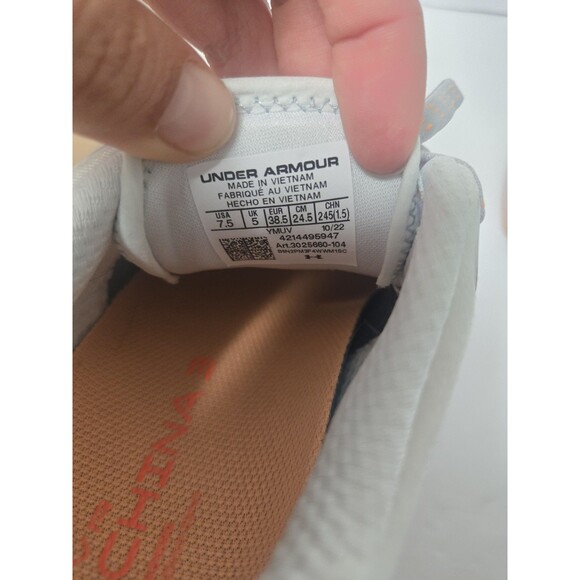 UNDER ARMOUR
MADE IN VIETNAM
FABRIQUÉ AU VIETNAM
HECHO EN VIETNAM
USA UK EUR CM CHN
7.5 5 38.5 24.5 245(1.5)
YMUV 10/22
4214495947
Art.3025660-104